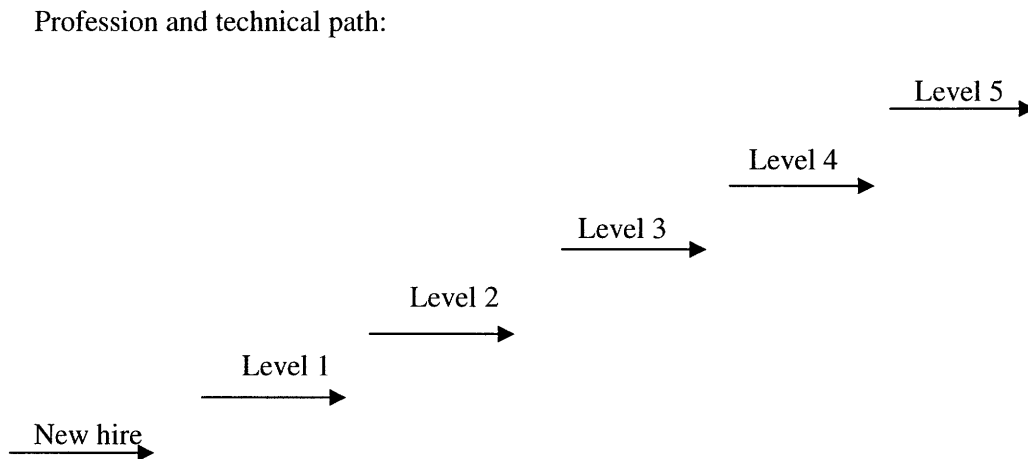 Profession and technical path:
Level 5
Level 4
Level 3
Level 2
Level 1
New hire